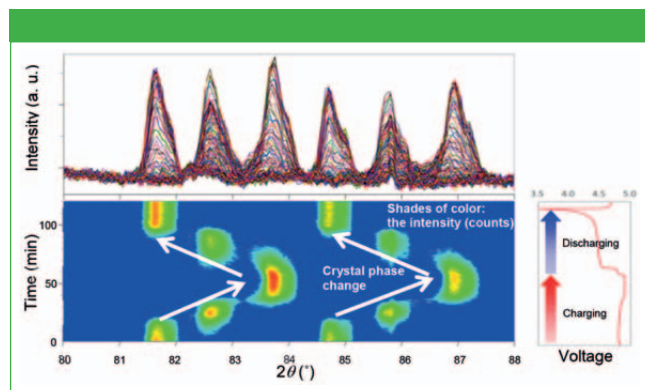 Intensity (a. u.)
Shades of color:
the intensity (counts)
Crystal phase
change
Time (min)
100
50
0
80 81 82 83 84 85 86 87 88
2θ (°)
3.5 4.0 4.5 5.0
Discharging
Charging
Voltage